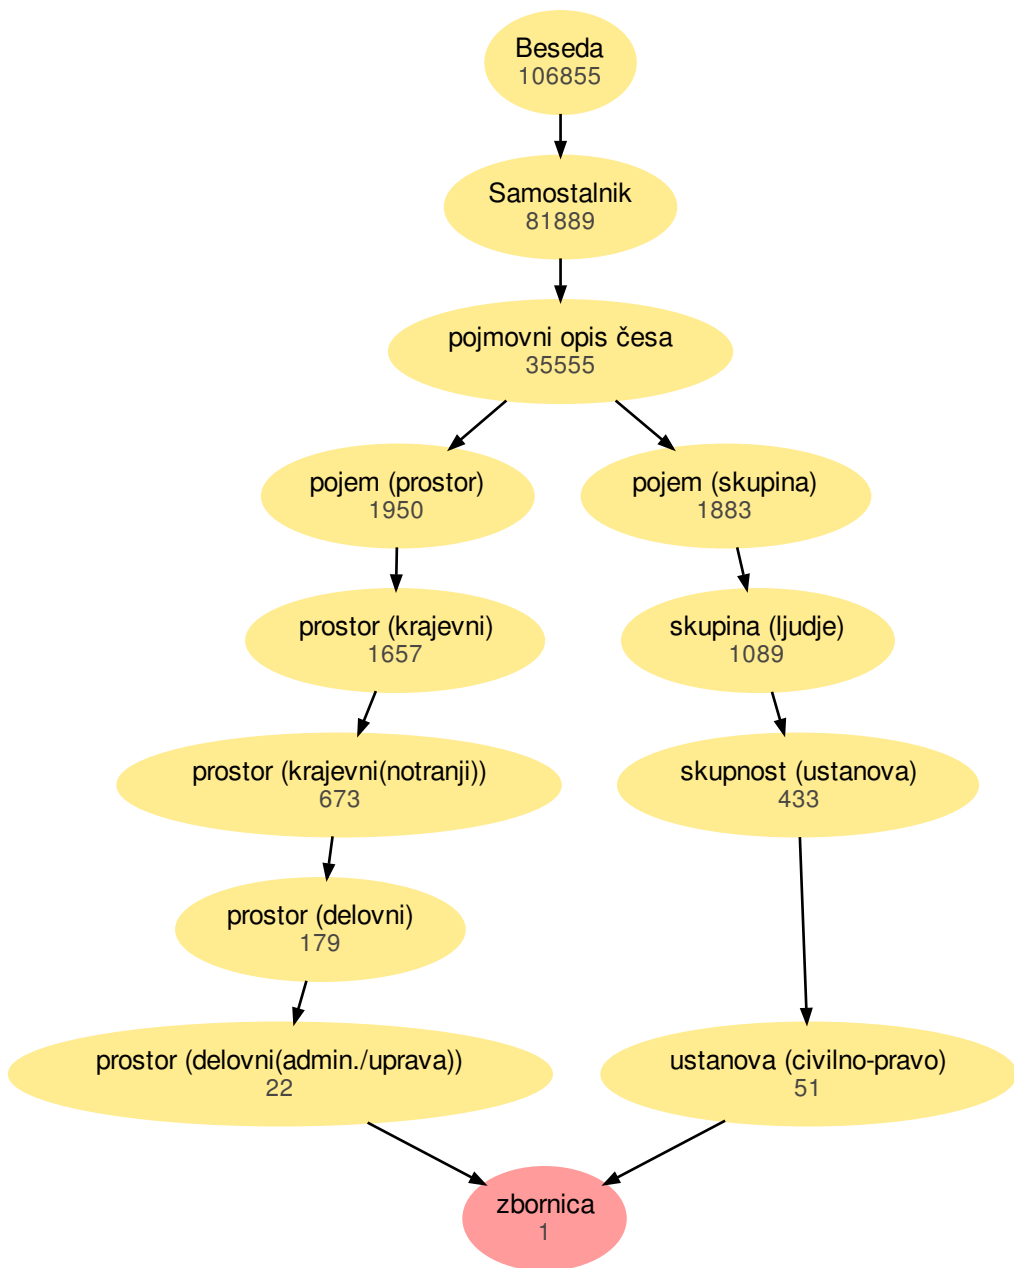 Beseda
106855
Samostalnik
81889
pojmovni opis česa
35555
pojem (prostor)
1950
pojem (skupina)
1883
prostor (krajevni)
1657
skupina (ljudje)
1089
prostor (krajevni(notranji))
673
skupnost (ustanova)
433
prostor (delovni)
179
prostor (delovni(admin./uprava))
22
ustanova (civilno-pravo)
51
zbornica
1